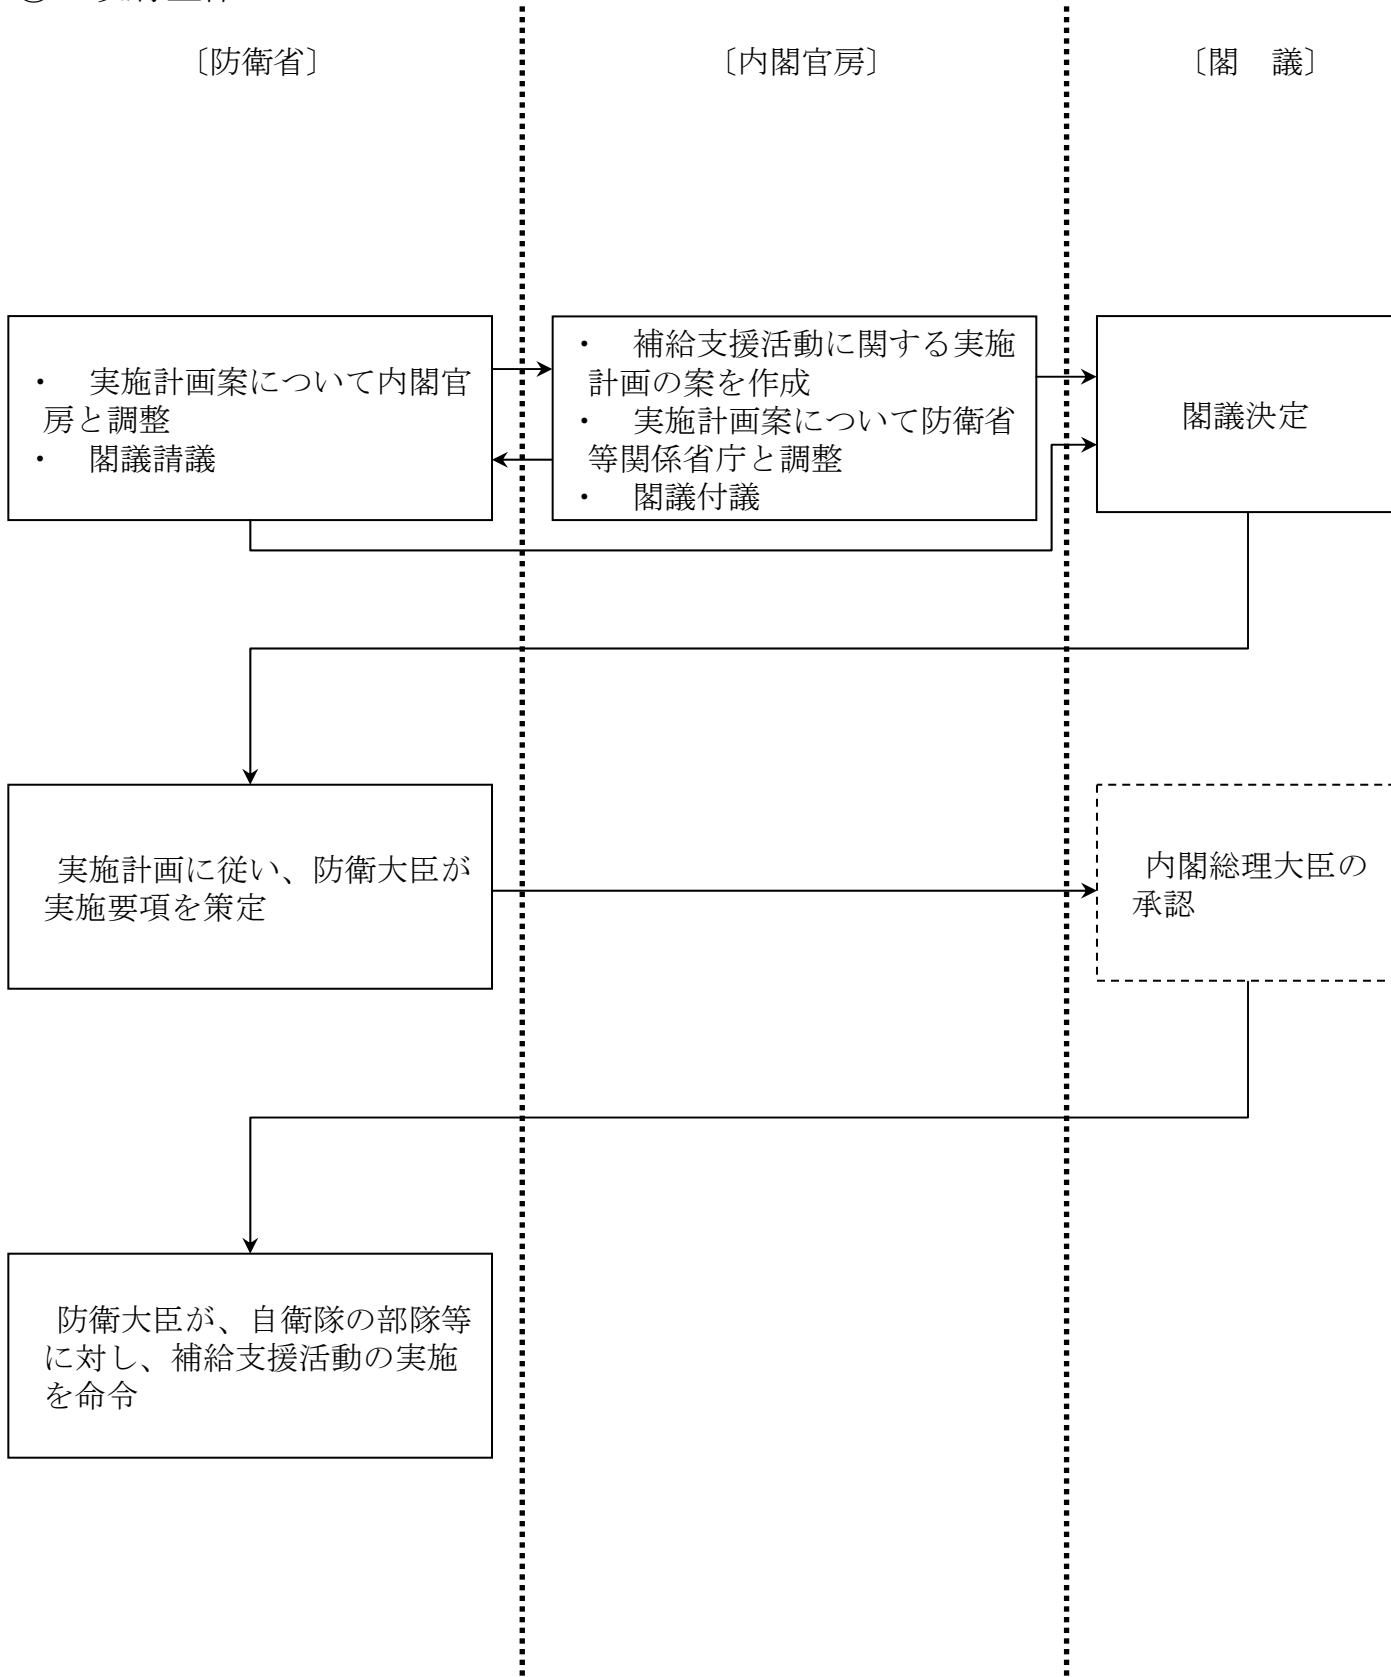 〔防衛省〕
〔内閣官房〕
〔閣　議〕
・　実施計画案について内閣官
房と調整
・　閣議請議
・　補給支援活動に関する実施
計画の案を作成
・　実施計画案について防衛省
等関係省庁と調整
・　閣議付議
閣議決定
実施計画に従い、防衛大臣が
実施要項を策定
内閣総理大臣の
承認
防衛大臣が、自衛隊の部隊等
に対し、補給支援活動の実施
を命令